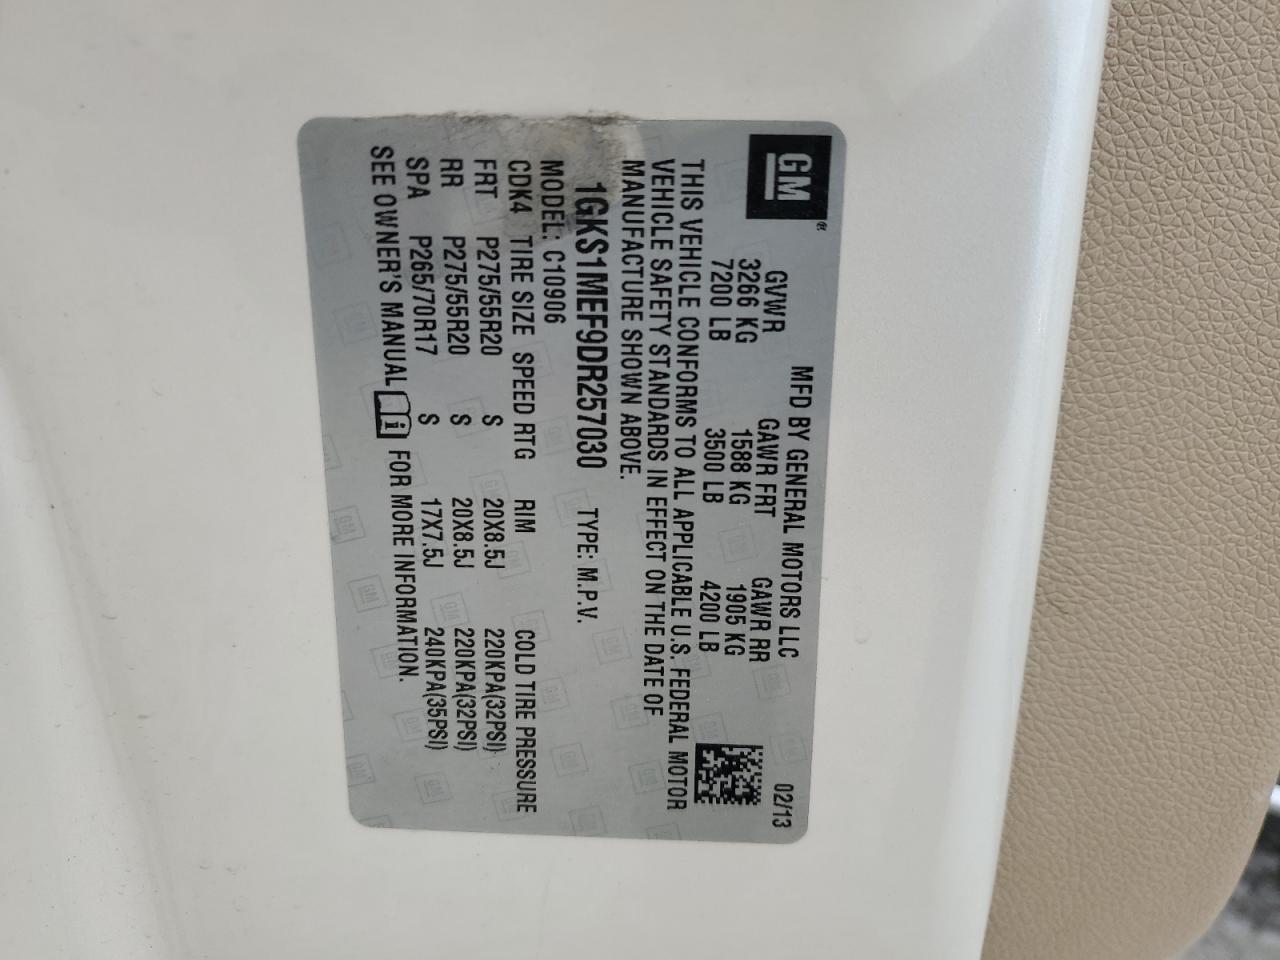 GM
MFD BY GENERAL MOTORS LLC 02/13
GVWR GAWR FRT GAWR RR
3266 KG 1588 KG 1905 KG
7200 LB 3500 LB 4200 LB
THIS VEHICLE CONFORMS TO ALL APPLICABLE U.S. FEDERAL MOTOR
VEHICLE SAFETY STANDARDS IN EFFECT ON THE DATE OF
MANUFACTURE SHOWN ABOVE.
1GKS1MEF9DR257030 TYPE: M.P.V.
MODEL: C10906
CDK4 TIRE SIZE SPEED RTG RIM COLD TIRE PRESSURE
FRT P275/55R20 S 20X8.5J 220KPA(32PSI)
RR P275/55R20 S 20X8.5J 220KPA(32PSI)
SPA P265/70R17 S 17X7.5J 240KPA(35PSI)
SEE OWNER'S MANUAL i FOR MORE INFORMATION.